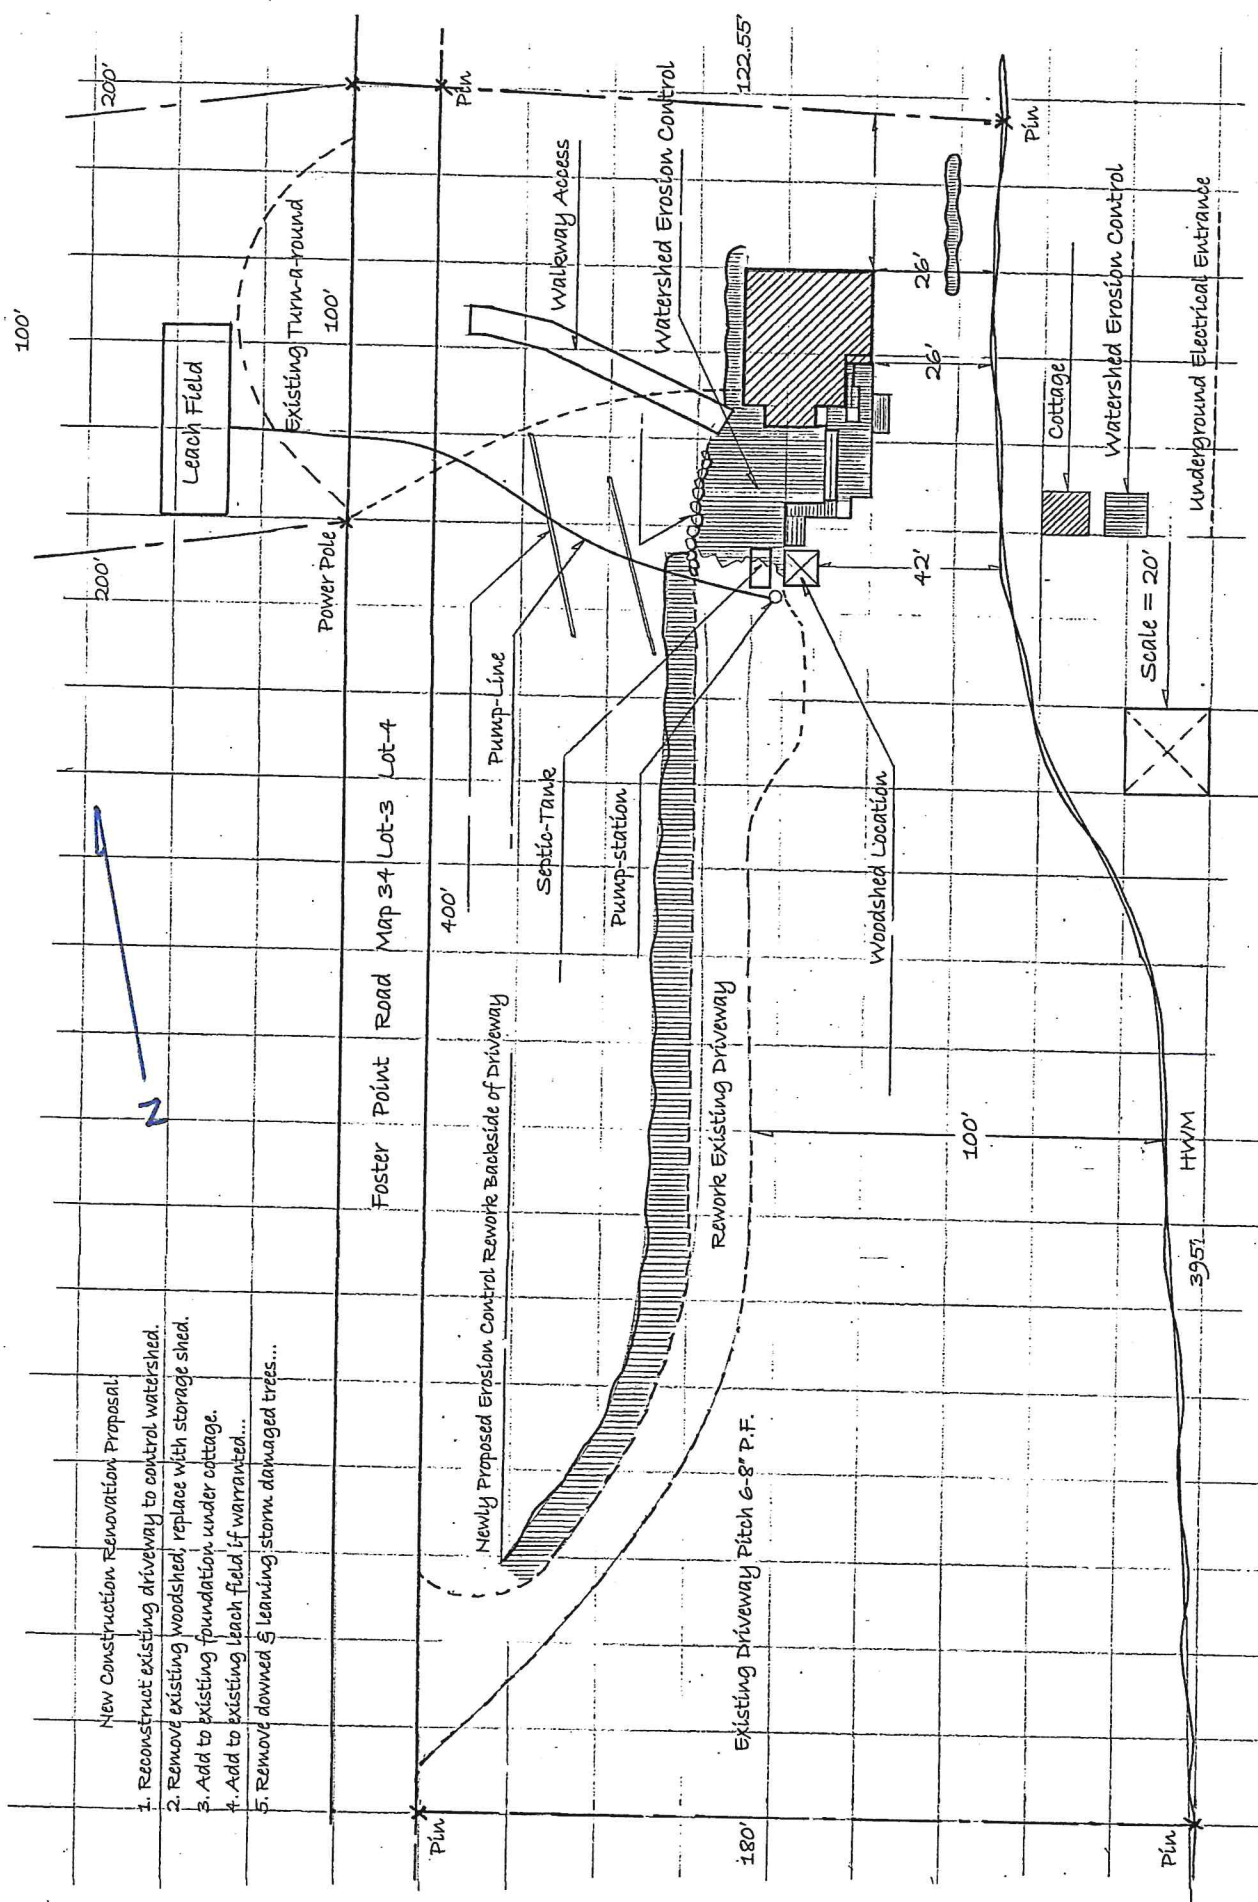 New Construction Renovation Proposal:
1. Reconstruct existing driveway to control watershed.
2. Remove existing woodshed, replace with storage shed.
3. Add to existing foundation under cottage.
4. Add to existing leach field if warranted...
5. Remove downed & leaning storm damaged trees...
N
100'
200'
200'
Leach Field
Existing Turn-a-round
100'
Power Pole
Foster Point Road Map 34 Lot-3 Lot-4
400'
Pin
Pin
Pump-Line
Walkway Access
Newly Proposed Erosion Control Rework Backside of Driveway
Septic-Tank
Pump-station
Watershed Erosion Control
Rework Existing Driveway
122.55'
Existing Driveway Pitch 6-8" P.F.
180'
Woodshed Location
42'
26'
26'
100'
Pin
Cottage
Watershed Erosion Control
Underground Electrical Entrance
Scale = 20'
HWM
Pin